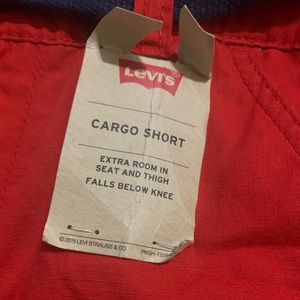 Levi's
CARGO SHORT
EXTRA ROOM IN
SEAT AND THIGH
FALLS BELOW KNEE
©2015 LEVI STRAUSS & CO